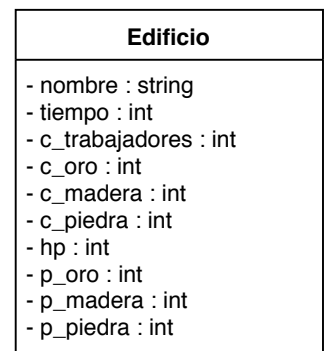 Edificio
- nombre : string
- tiempo : int
- c_trabajadores : int
- c_oro : int
- c_madera : int
- c_piedra : int
- hp : int
- p_oro : int
- p_madera : int
- p_piedra : int